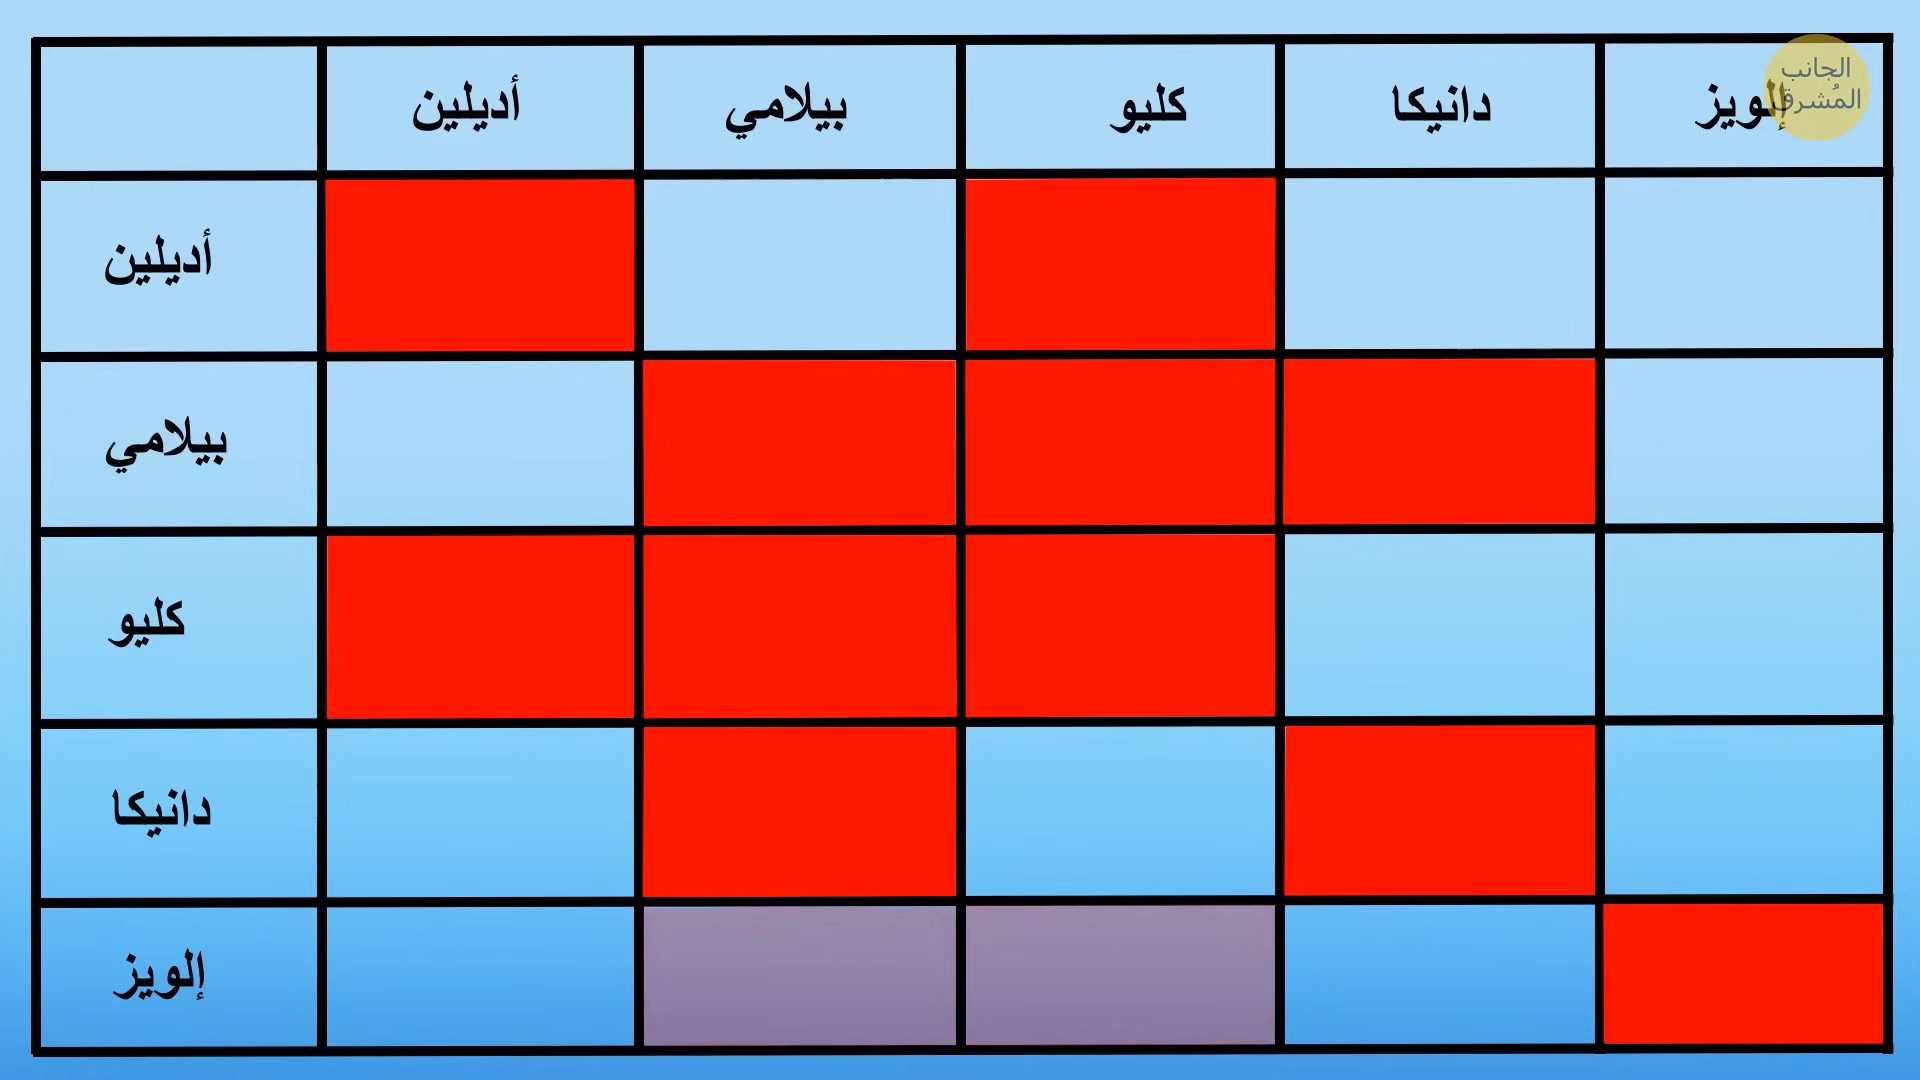 أديلين
بيلامي
كليو
دانيكا
إلويز
الجانب
المُشرق
أديلين
بيلامي
كليو
دانيكا
إلويز